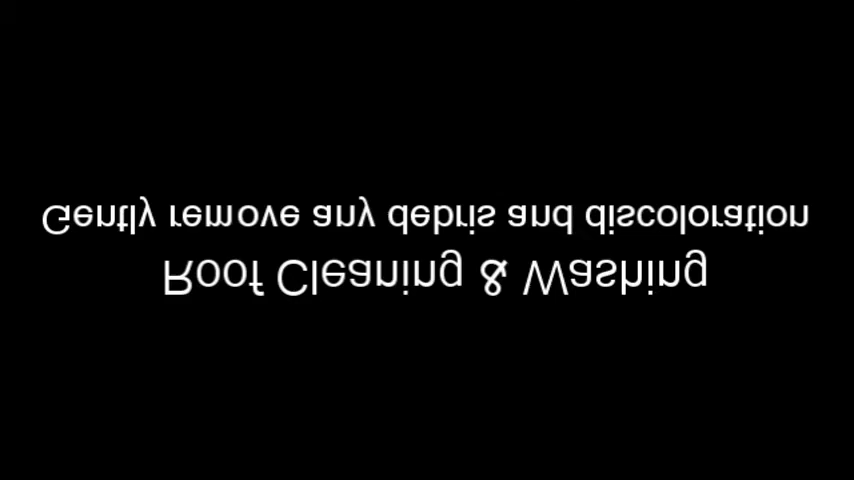 Roof Cleaning & Washing
Gently remove any debris and discoloration